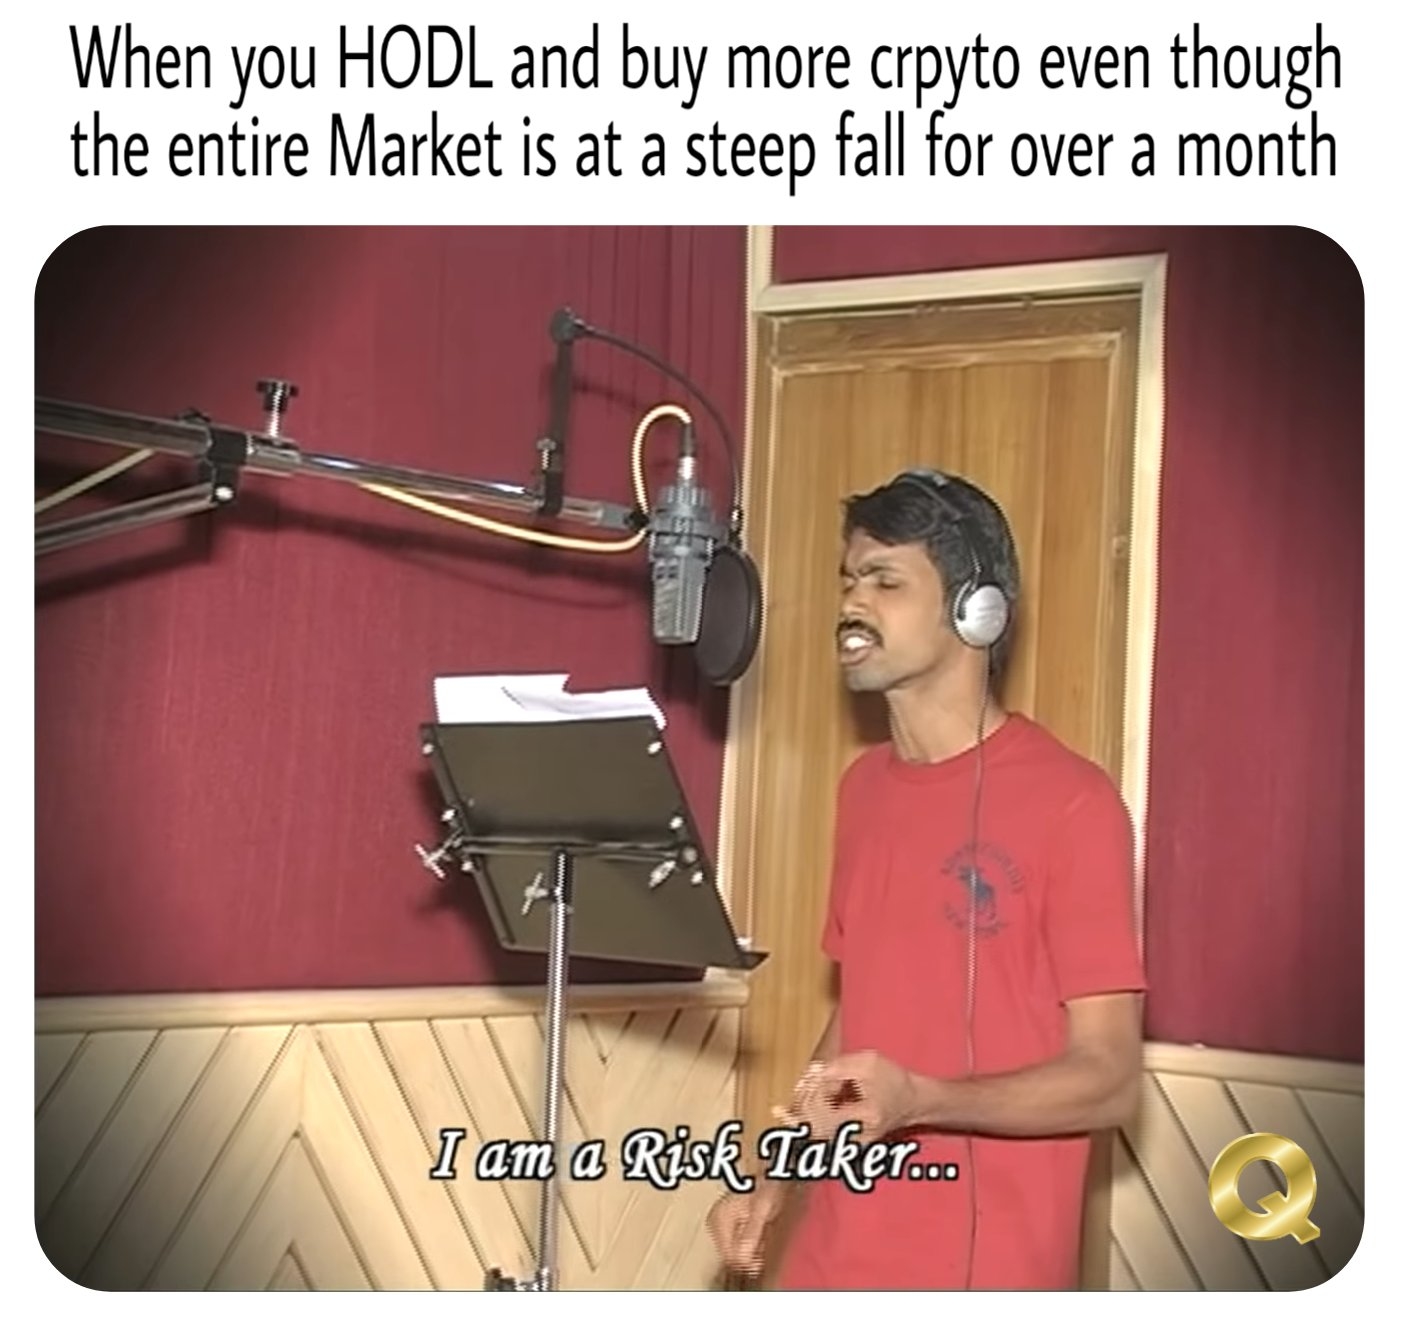 When you HODL and buy more crpyto even though
the entire Market is at a steep fall for over a month
I am a Risk Taker...
Q